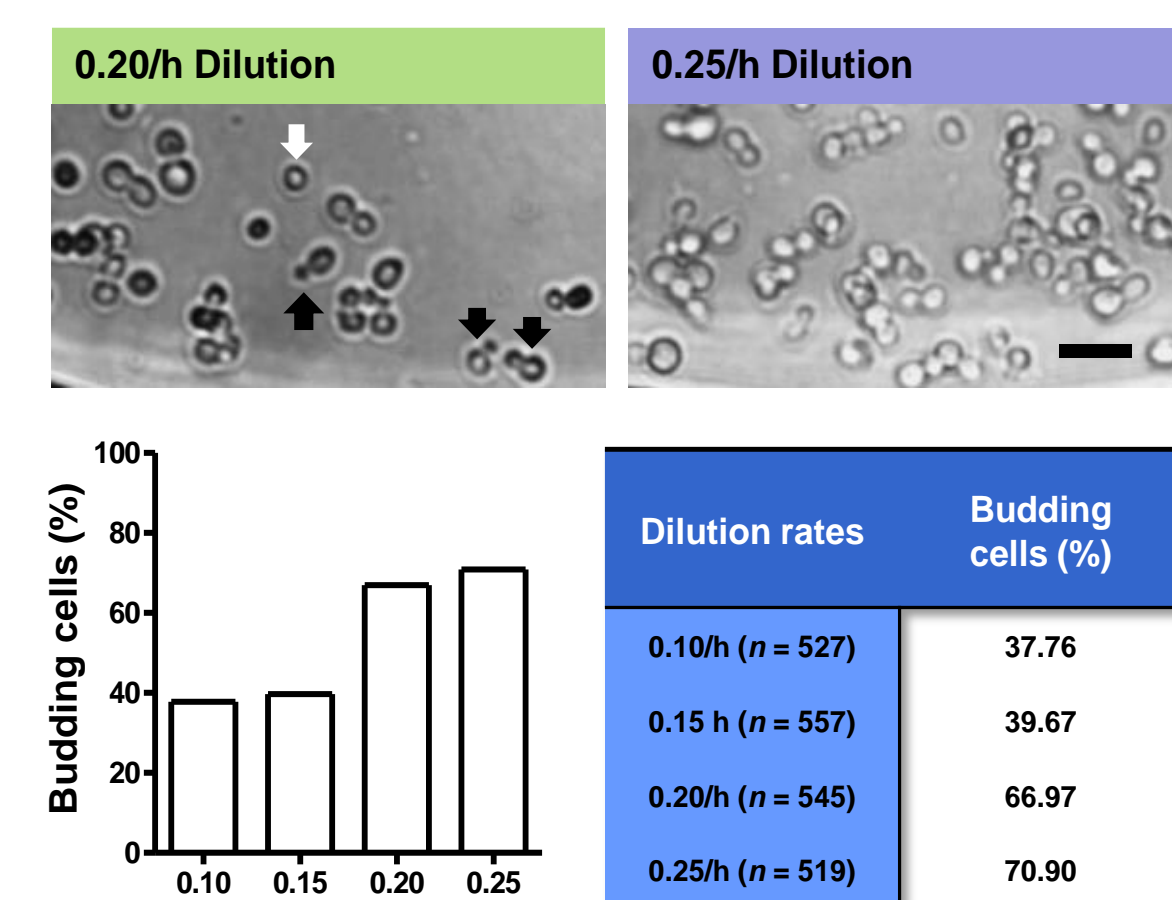 0.20/h Dilution
0.25/h Dilution
Budding cells (%)
100
80
60
40
20
0
0.10 0.15 0.20 0.25
Dilution rates
Budding
cells (%)
0.10/h (n = 527) 37.76
0.15 h (n = 557) 39.67
0.20/h (n = 545) 66.97
0.25/h (n = 519) 70.90